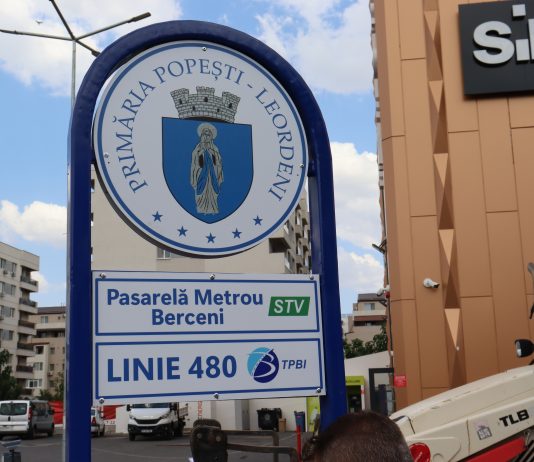 PRIMĂRIA POPEȘTI - LEORDENI
Pasarelă Metrou
Berceni
STV
LINIE 480
TPBI
TLB